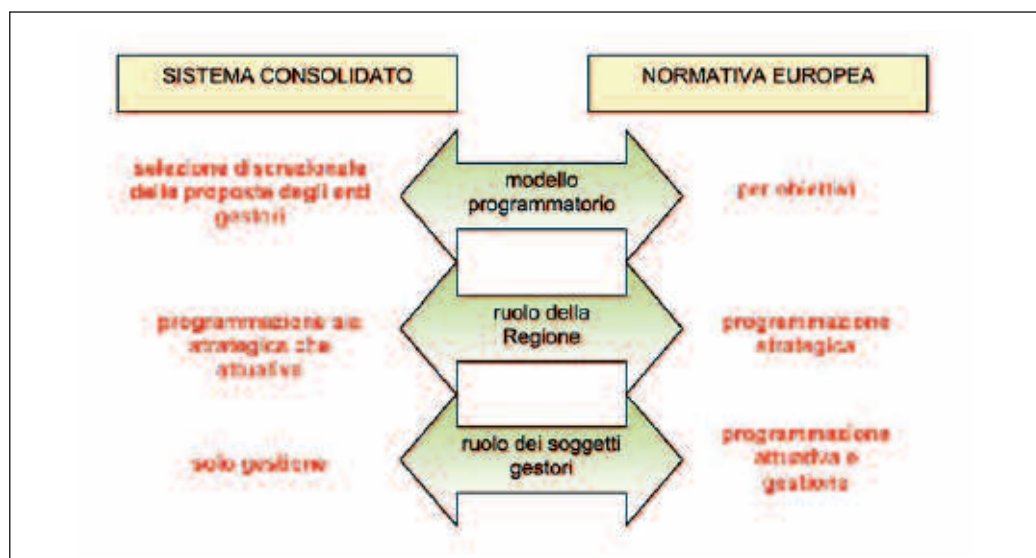 SISTEMA CONSOLIDATO
NORMATIVA EUROPEA
selezione discrezionale
delle proposte degli enti
gestori
modello
programmatorio
per obiettivi
programmazione sia
strategica che
attuativa
ruolo della
Regione
programmazione
strategica
solo gestione
ruolo dei soggetti
gestori
programmazione
attuativa e
gestione